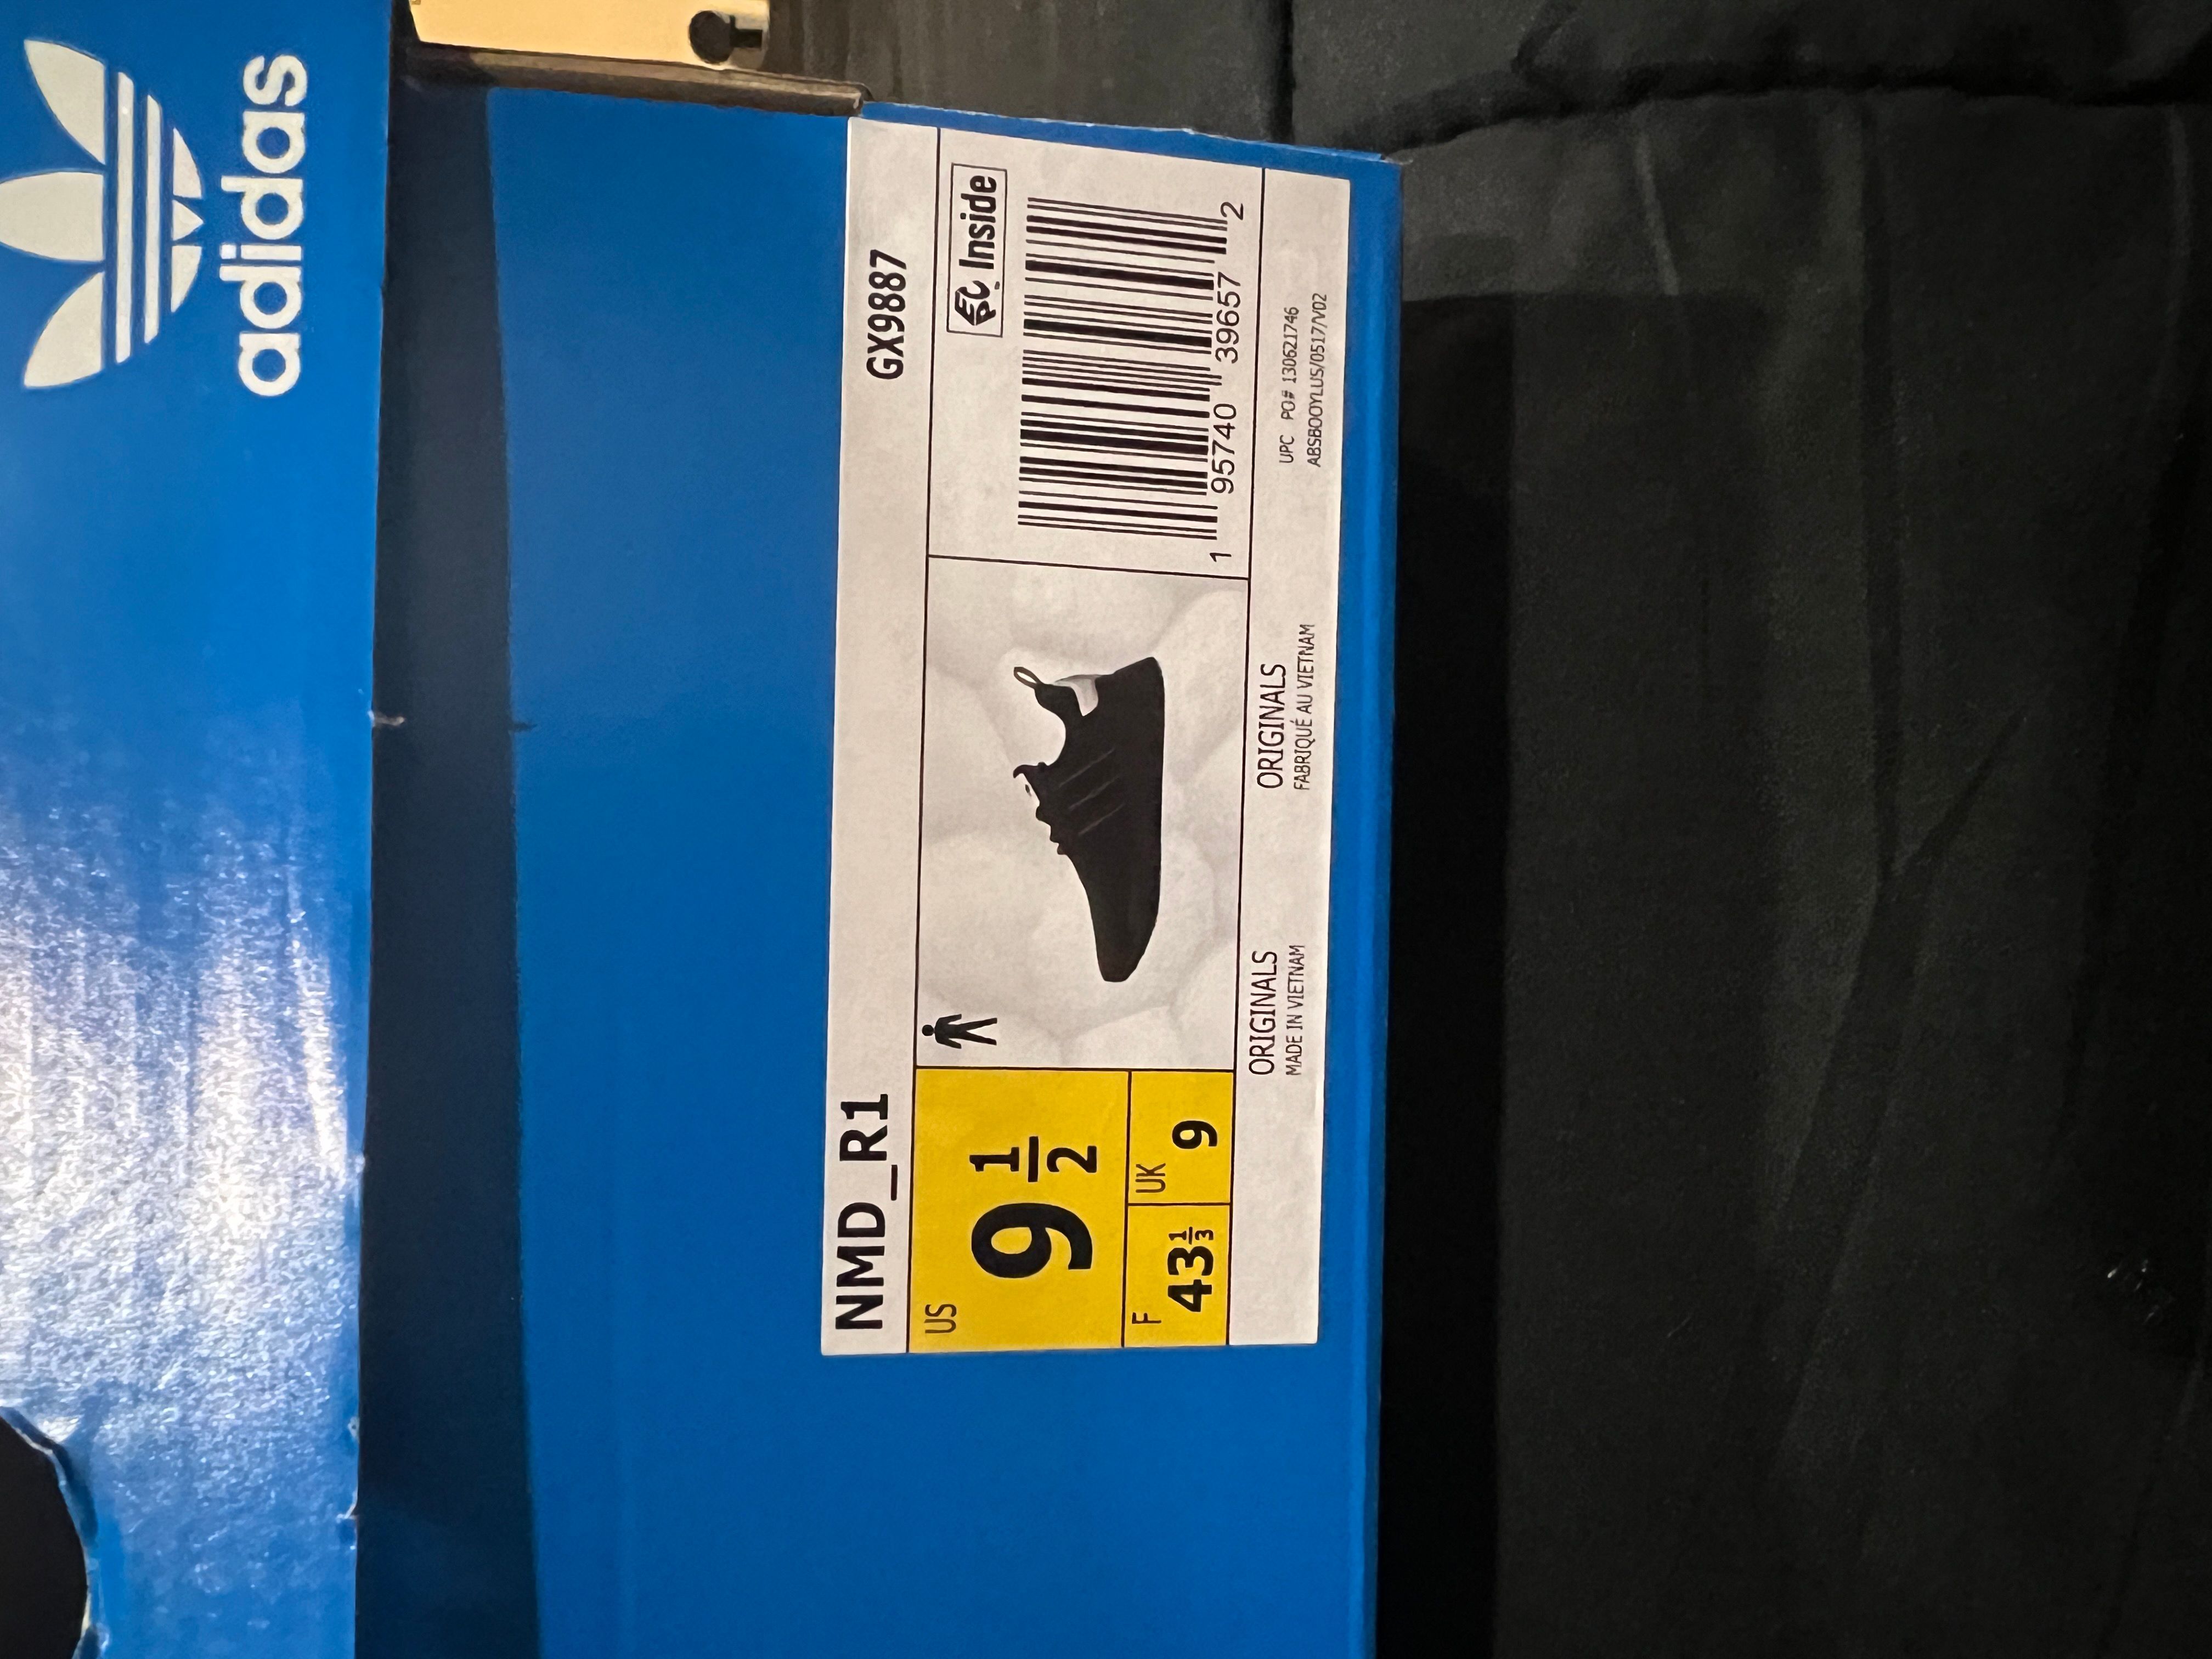 adidas
NMD_R1 GX9887
US
9 1/2
F 43 1/3
UK 9
EPC Inside
1 95740 39657 2
ORIGINALS
MADE IN VIETNAM
ORIGINALS
FABRIQUÉ AU VIETNAM
UPC PO# 130621746
ABSBOOYLUS/0517/V02